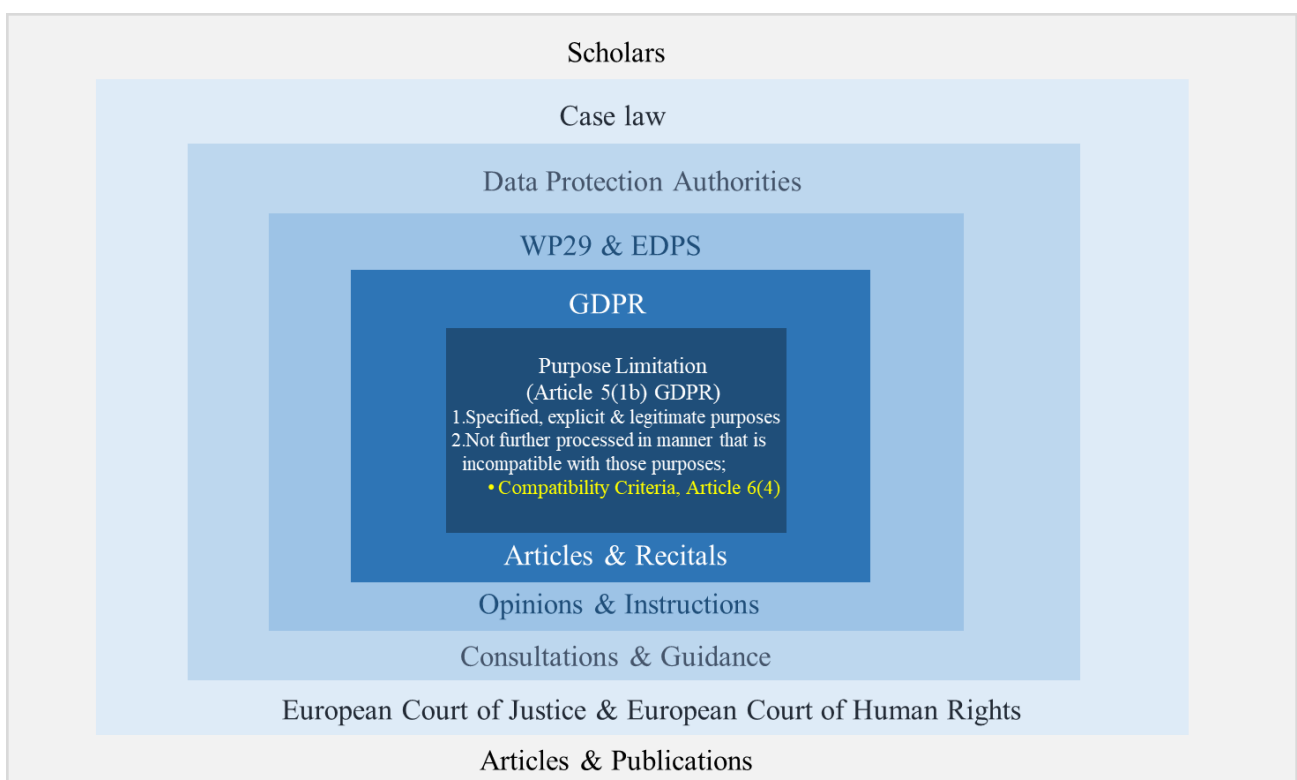 Scholars
Case law
Data Protection Authorities
WP29 & EDPS
GDPR
Purpose Limitation
(Article 5(1b) GDPR)
1.Specified, explicit & legitimate purposes
2.Not further processed in manner that is
incompatible with those purposes;
• Compatibility Criteria, Article 6(4)
Articles & Recitals
Opinions & Instructions
Consultations & Guidance
European Court of Justice & European Court of Human Rights
Articles & Publications